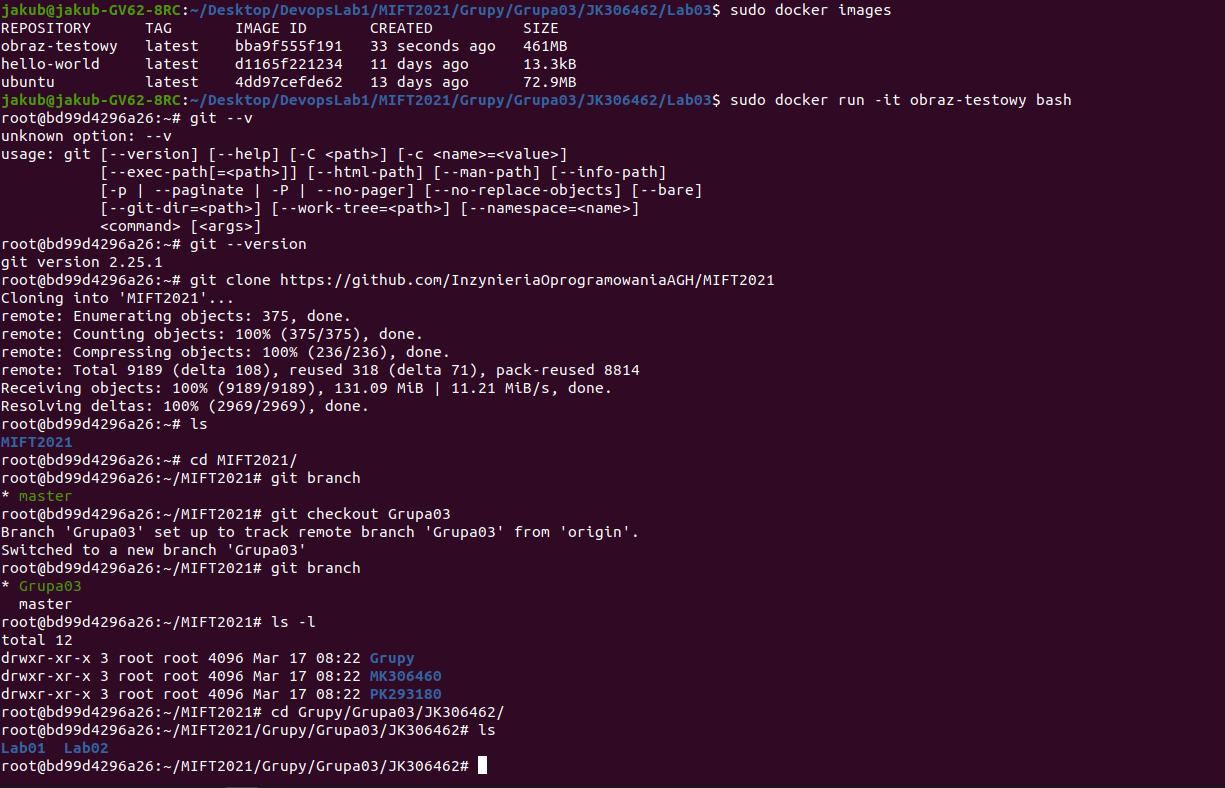 jakub@jakub-GV62-8RC:~/Desktop/DevopsLab1/MIFT2021/Grupy/Grupa03/JK306462/Lab03$ sudo docker images
REPOSITORY      TAG       IMAGE ID       CREATED          SIZE
obraz-testowy   latest    bba9f555f191   33 seconds ago   461MB
hello-world     latest    d1165f221234   11 days ago      13.3kB
ubuntu          latest    4dd97cefde62   13 days ago      72.9MB
jakub@jakub-GV62-8RC:~/Desktop/DevopsLab1/MIFT2021/Grupy/Grupa03/JK306462/Lab03$ sudo docker run -it obraz-testowy bash
root@bd99d4296a26:~# git --v
unknown option: --v
usage: git [--version] [--help] [-C <path>] [-c <name>=<value>]
           [--exec-path[=<path>]] [--html-path] [--man-path] [--info-path]
           [-p | --paginate | -P | --no-pager] [--no-replace-objects] [--bare]
           [--git-dir=<path>] [--work-tree=<path>] [--namespace=<name>]
           <command> [<args>]
root@bd99d4296a26:~# git --version
git version 2.25.1
root@bd99d4296a26:~# git clone https://github.com/InzynieriaOprogramowaniaAGH/MIFT2021
Cloning into 'MIFT2021'...
remote: Enumerating objects: 375, done.
remote: Counting objects: 100% (375/375), done.
remote: Compressing objects: 100% (236/236), done.
remote: Total 9189 (delta 108), reused 318 (delta 71), pack-reused 8814
Receiving objects: 100% (9189/9189), 131.09 MiB | 11.21 MiB/s, done.
Resolving deltas: 100% (2969/2969), done.
root@bd99d4296a26:~# ls
MIFT2021
root@bd99d4296a26:~# cd MIFT2021/
root@bd99d4296a26:~/MIFT2021# git branch
* master
root@bd99d4296a26:~/MIFT2021# git checkout Grupa03
Branch 'Grupa03' set up to track remote branch 'Grupa03' from 'origin'.
Switched to a new branch 'Grupa03'
root@bd99d4296a26:~/MIFT2021# git branch
* Grupa03
  master
root@bd99d4296a26:~/MIFT2021# ls -l
total 12
drwxr-xr-x 3 root root 4096 Mar 17 08:22 Grupy
drwxr-xr-x 3 root root 4096 Mar 17 08:22 MK306460
drwxr-xr-x 3 root root 4096 Mar 17 08:22 PK293180
root@bd99d4296a26:~/MIFT2021# cd Grupy/Grupa03/JK306462/
root@bd99d4296a26:~/MIFT2021/Grupy/Grupa03/JK306462# ls
Lab01  Lab02
root@bd99d4296a26:~/MIFT2021/Grupy/Grupa03/JK306462#